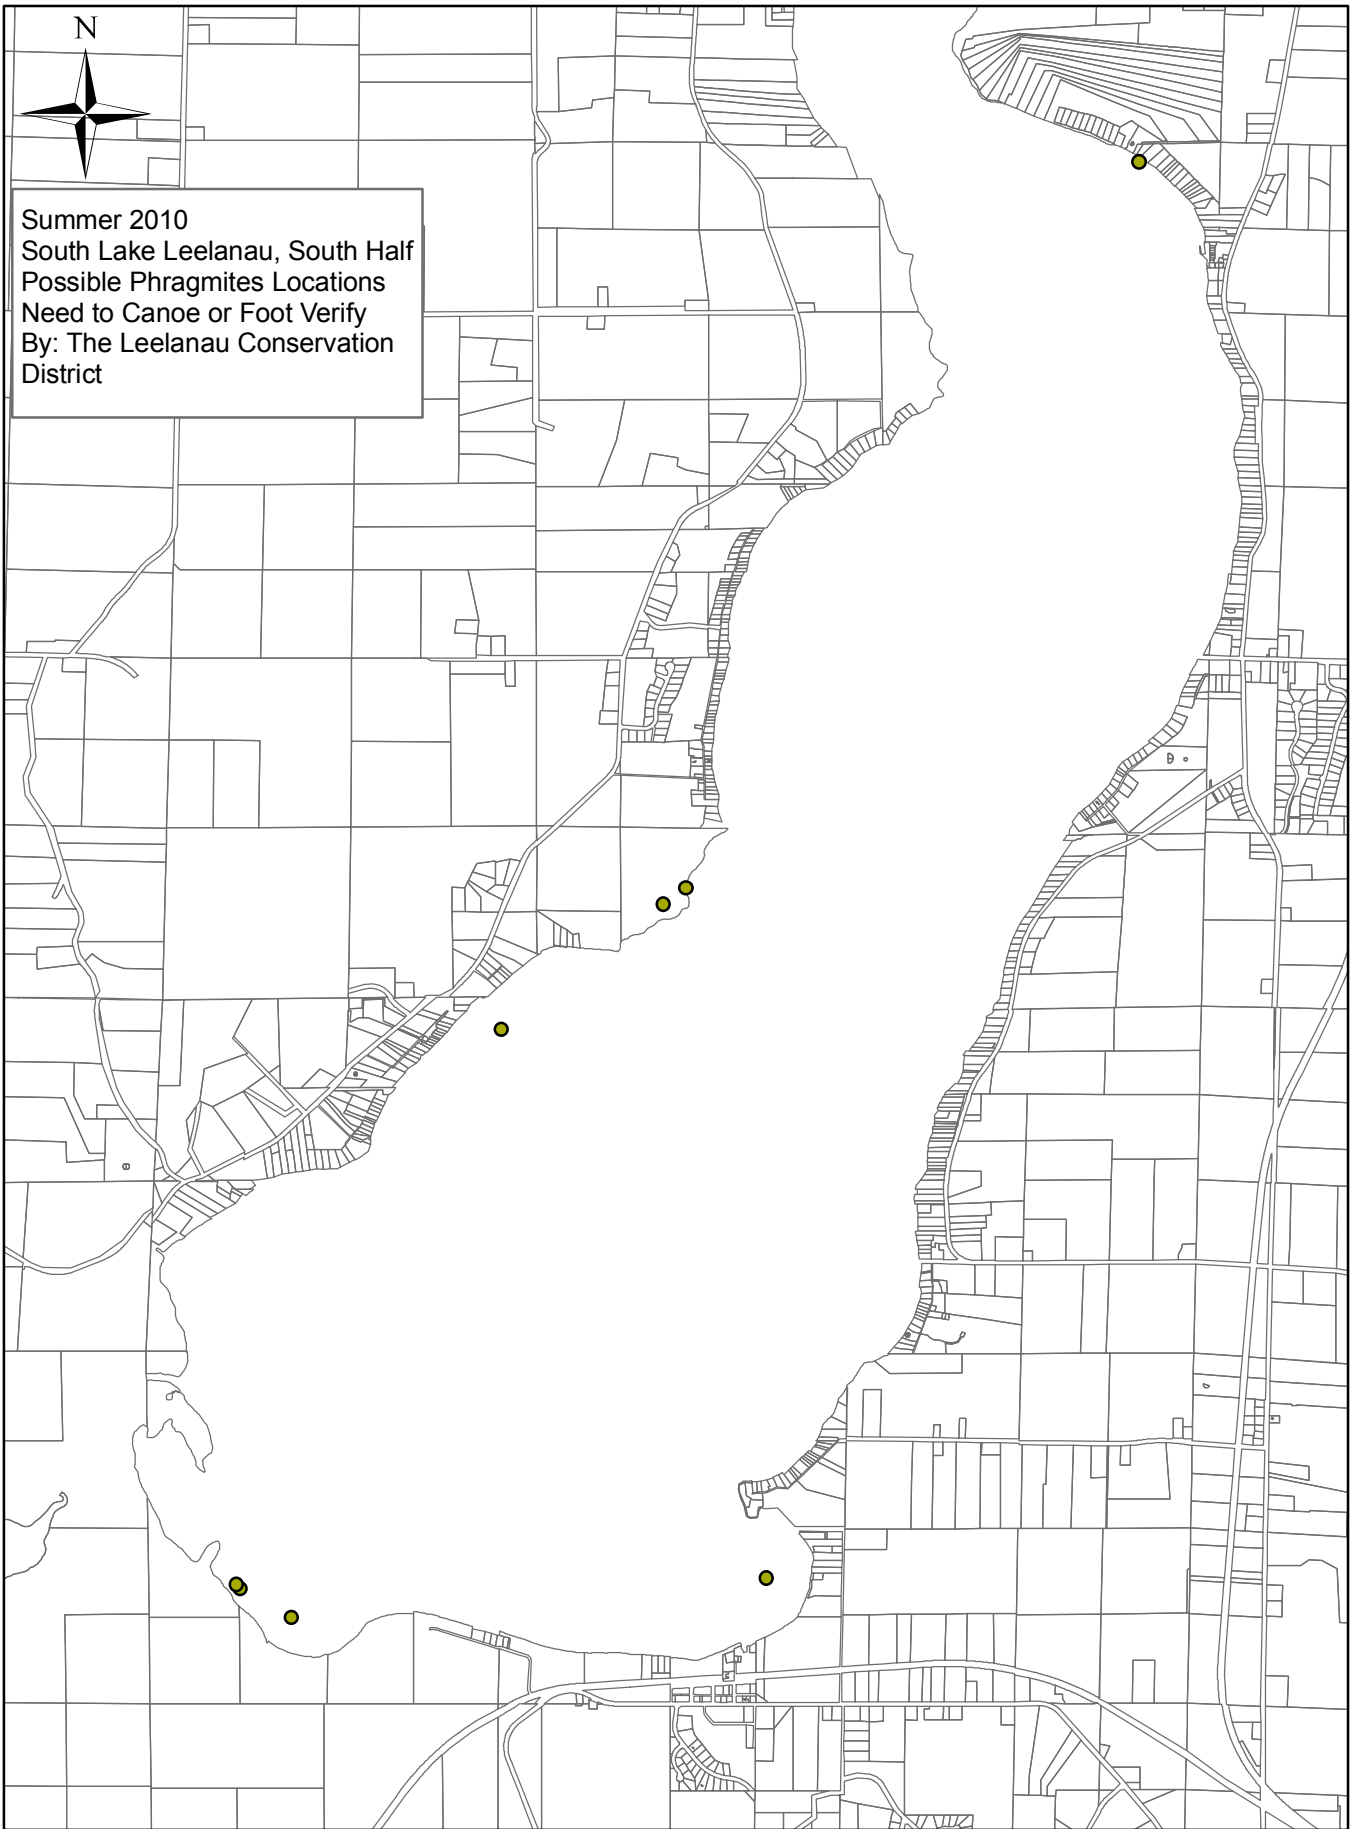 N
Summer 2010
South Lake Leelanau, South Half
Possible Phragmites Locations
Need to Canoe or Foot Verify
By: The Leelanau Conservation
District